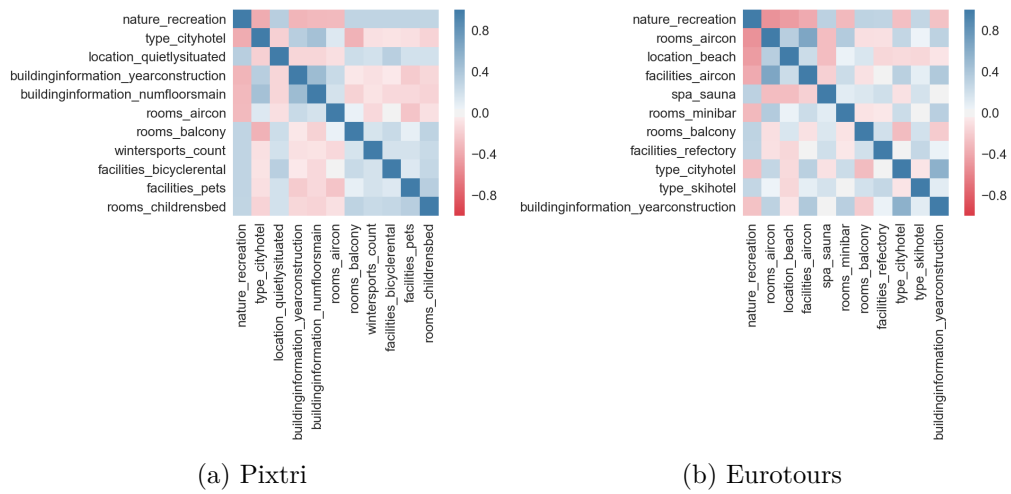 nature_recreation
type_cityhotel
location_quietlysituated
buildinginformation_yearconstruction
buildinginformation_numfloorsmain
rooms_aircon
rooms_balcony
wintersports_count
facilities_bicyclerental
facilities_pets
rooms_childrensbed
nature_recreation
type_cityhotel
location_quietlysituated
buildinginformation_yearconstruction
buildinginformation_numfloorsmain
rooms_aircon
rooms_balcony
wintersports_count
facilities_bicyclerental
facilities_pets
rooms_childrensbed
0.8
0.4
0.0
−0.4
−0.8
(a) Pixtri
nature_recreation
rooms_aircon
location_beach
facilities_aircon
spa_sauna
rooms_minibar
rooms_balcony
facilities_refectory
type_cityhotel
type_skihotel
buildinginformation_yearconstruction
nature_recreation
rooms_aircon
location_beach
facilities_aircon
spa_sauna
rooms_minibar
rooms_balcony
facilities_refectory
type_cityhotel
type_skihotel
buildinginformation_yearconstruction
0.8
0.4
0.0
−0.4
−0.8
(b) Eurotours